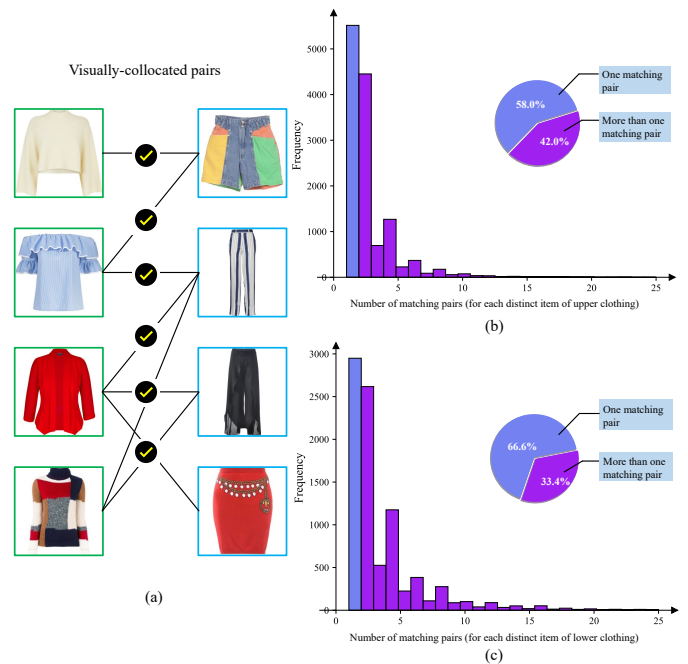 Visually-collocated pairs
(a)
5000
4000
3000
2000
1000
0
0
5
10
15
20
25
Frequency
Number of matching pairs (for each distinct item of upper clothing)
58.0%
42.0%
One matching
pair
More than one
matching pair
(b)
3000
2500
2000
1500
1000
500
0
0
5
10
15
20
25
Frequency
Number of matching pairs (for each distinct item of lower clothing)
66.6%
33.4%
One matching
pair
More than one
matching pair
(c)